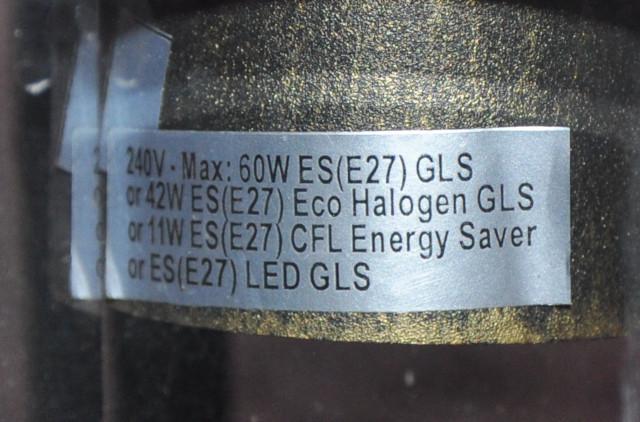 240V - Max: 60W ES(E27) GLS
or 42W ES(E27) Eco Halogen GLS
or 11W ES(E27) CFL Energy Saver
or ES(E27) LED GLS